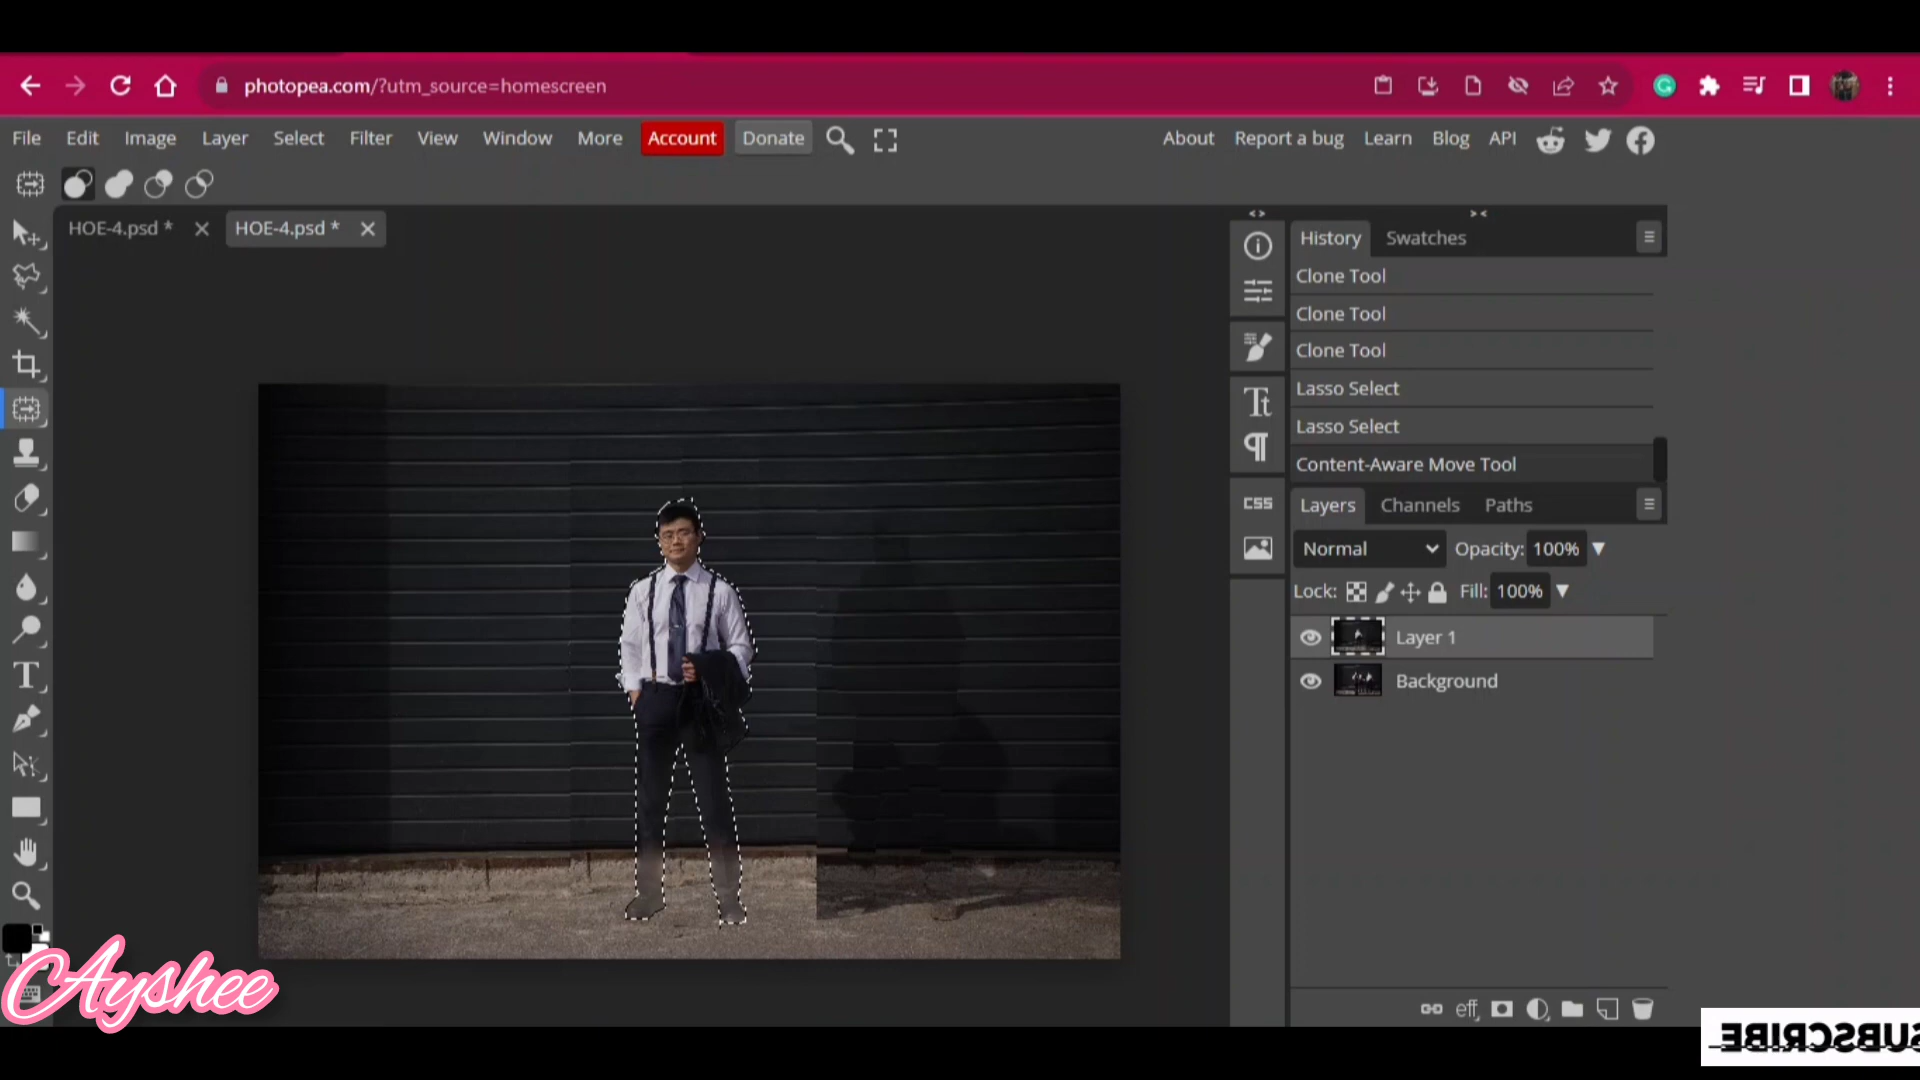 photopea.com/?utm_source=homescreen
File Edit Image Layer Select Filter View Window More Account Donate About Report a bug Learn Blog API
HOE-4.psd * HOE-4.psd *
History Swatches
Clone Tool
Clone Tool
Clone Tool
Lasso Select
Lasso Select
Content-Aware Move Tool
CSS
Layers Channels Paths
Normal Opacity: 100%
Lock: Fill: 100%
Layer 1
Background
eff
Ayshee
SUBSCRIBE